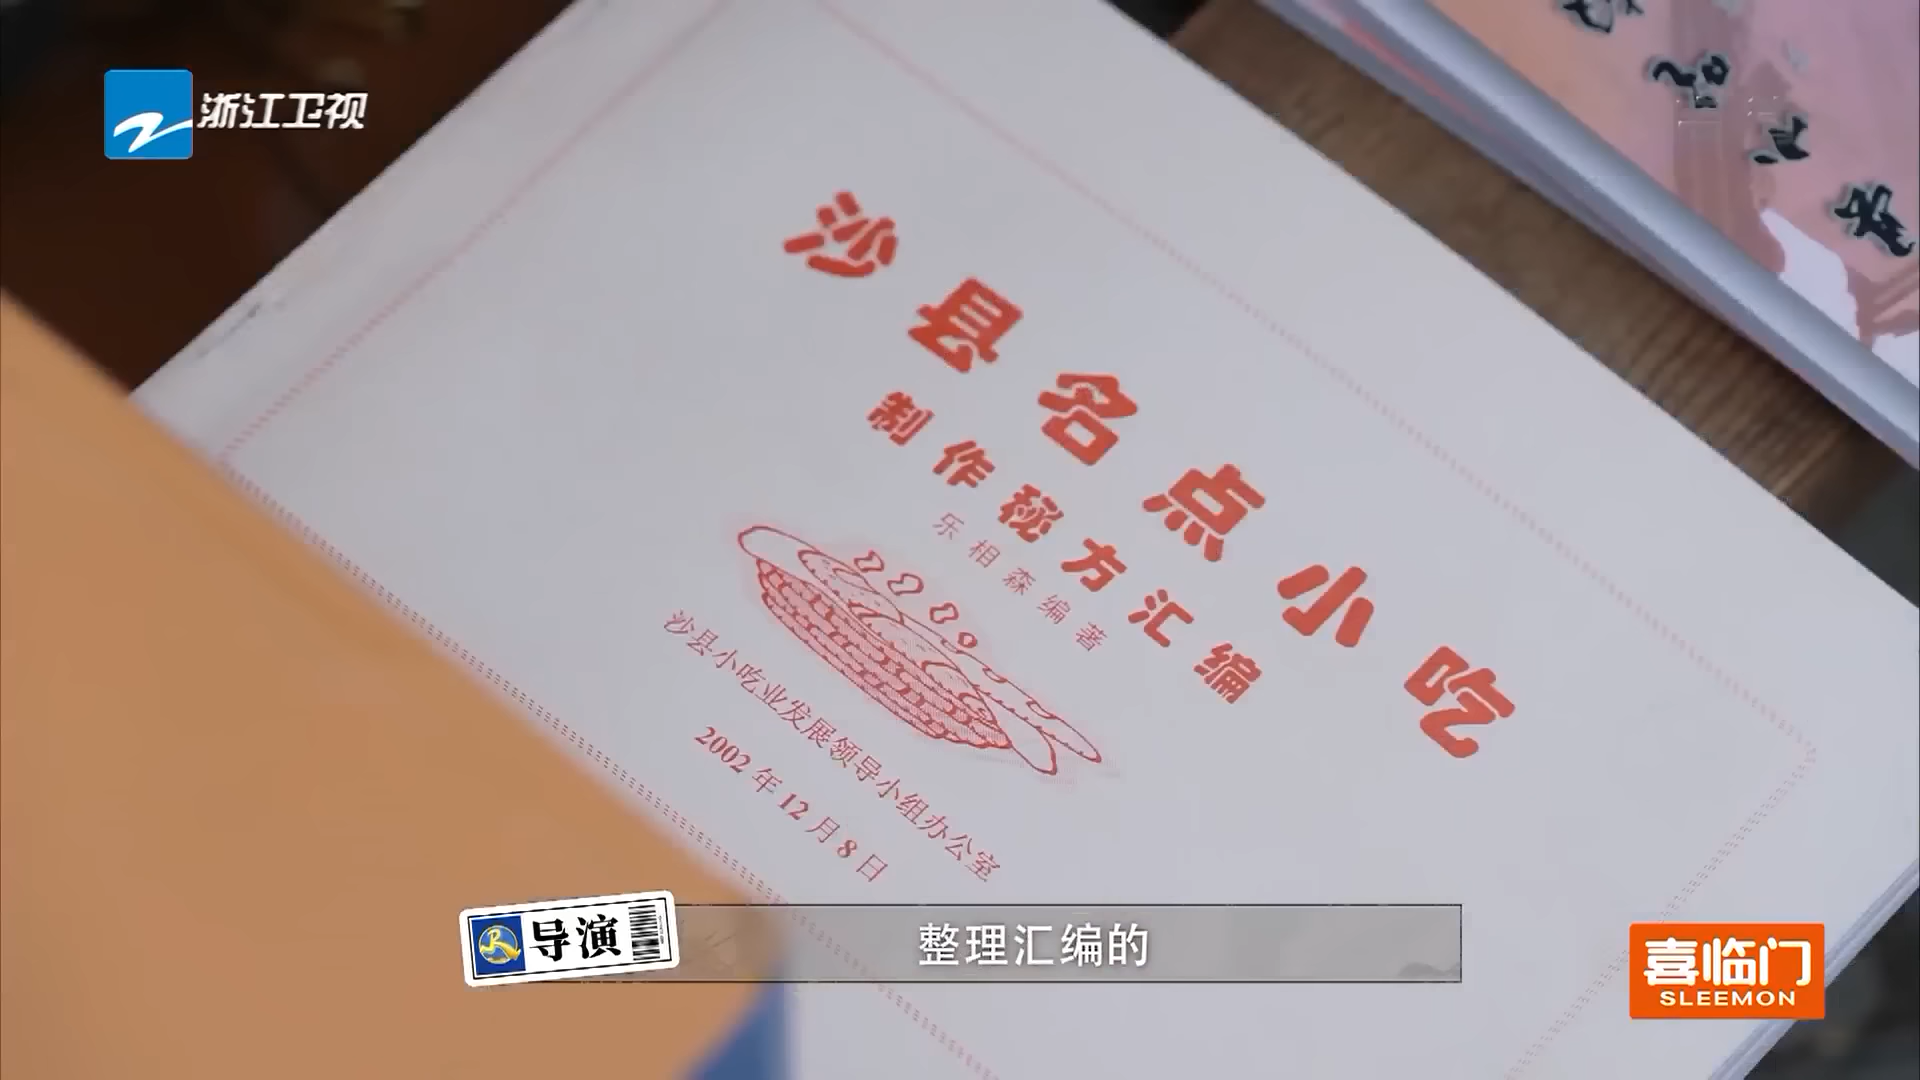 浙江卫视
沙县名点小吃
制作秘方汇编
乐相森编著
沙县小吃业发展领导小组办公室
2002年12月8日
导演
整理汇编的
喜临门
SLEEMON